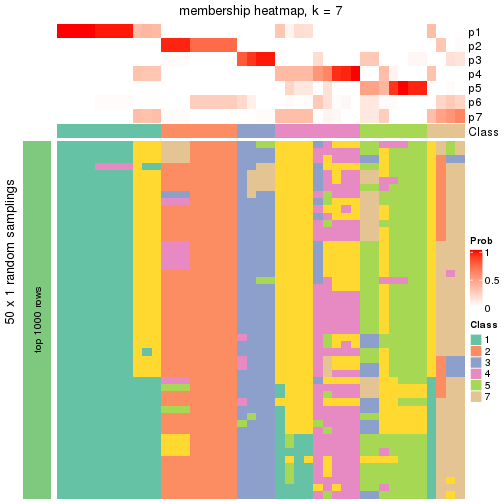 membership heatmap, k = 7
p1
p2
p3
p4
p5
p6
p7
Class
50 x 1 random samplings
top 1000 rows
Prob
1
0.5
0
Class
1
2
3
4
5
7